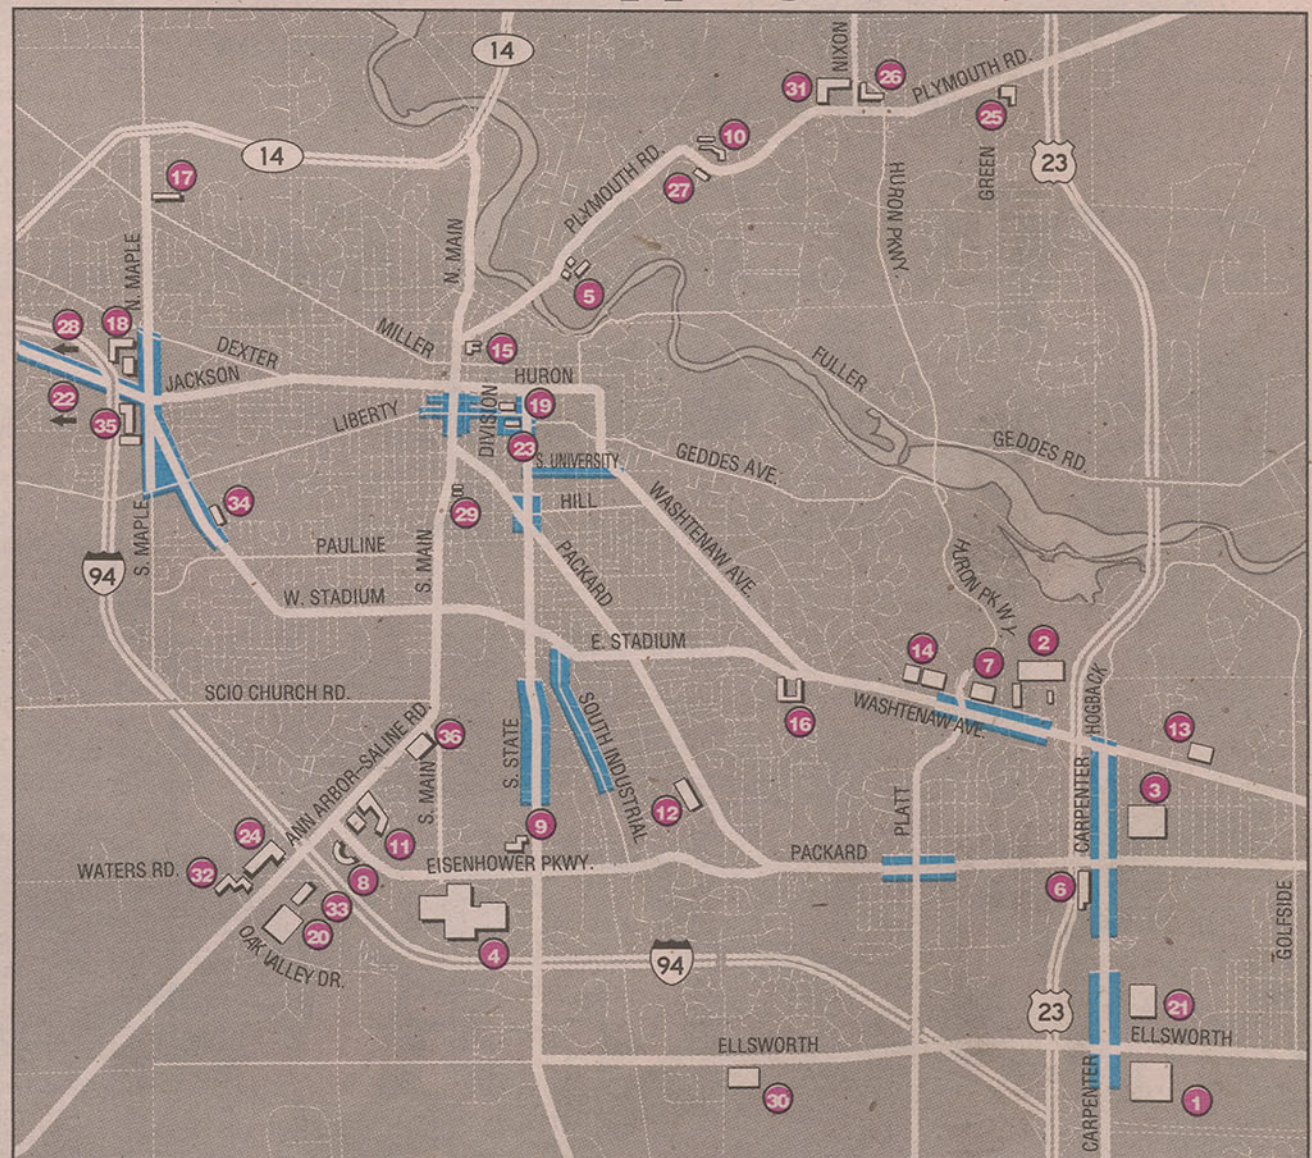 14
NIXON
31
26
PLYMOUTH RD.
25
10
14
23
17
PLYMOUTH RD.
27
HURON PKWY.
GREEN
N. MAPLE
N. MAIN
5
28
18
MILLER
15
DEXTER
JACKSON
HURON
FULLER
22
LIBERTY
DIVISION
19
35
23
GEDDES RD.
S. UNIVERSITY
GEDDES AVE.
34
29
HILL
WASHTENAW AVE.
S. MAPLE
PAULINE
S. MAIN
PACKARD
HURON PKWY.
94
W. STADIUM
E. STADIUM
14
7
2
SCIO CHURCH RD.
16
WASHTENAW AVE.
HOGBACK
13
ANN ARBOR-SALINE RD.
36
S. STATE
SOUTH INDUSTRIAL
S. MAIN
12
PLATT
CARPENTER
3
24
11
9
PACKARD
WATERS RD.
32
8
EISENHOWER PKWY.
6
33
20
GOLFSIDE
OAK VALLEY DR.
4
94
23
21
ELLSWORTH
ELLSWORTH
30
CARPENTER
1